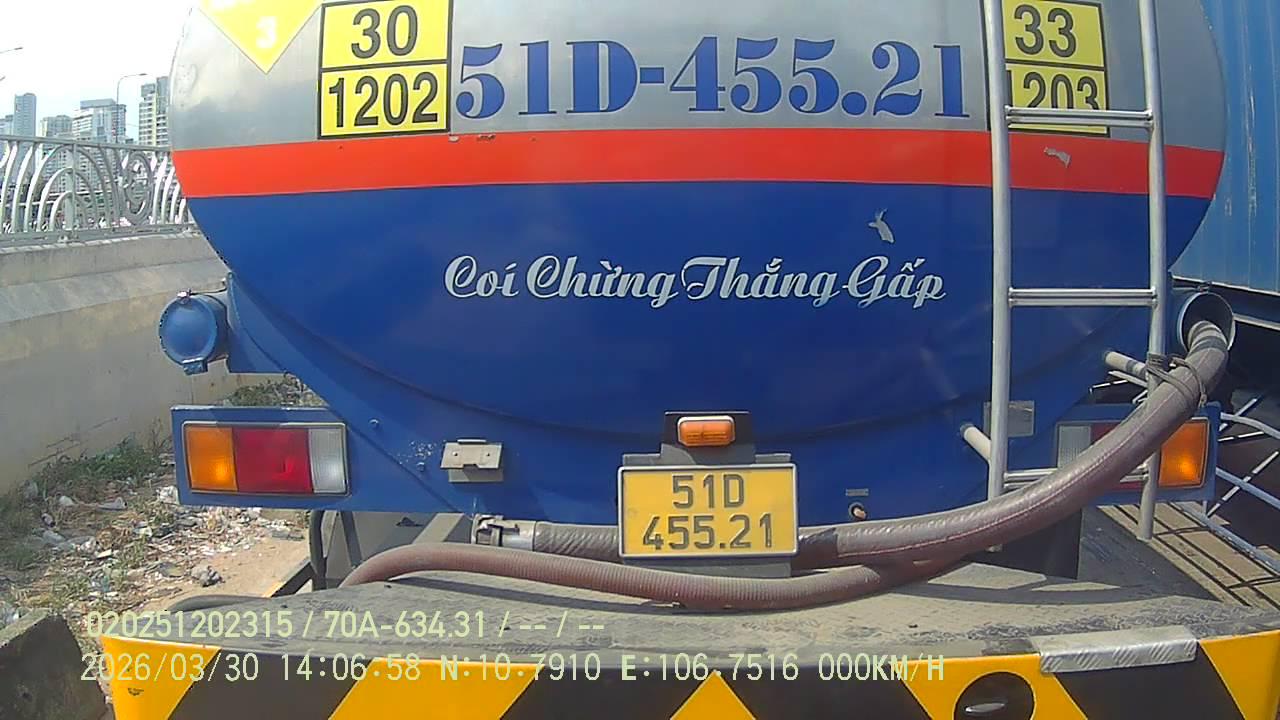 3
30
1202
51D-455.21
33
1203
Coi Chừng Thắng Gấp
51D
455.21
020251202315 / 70A-634.31 / -- / --
2026/03/30 14:06:58 N:10.7910 E:106.7516 000KM/H